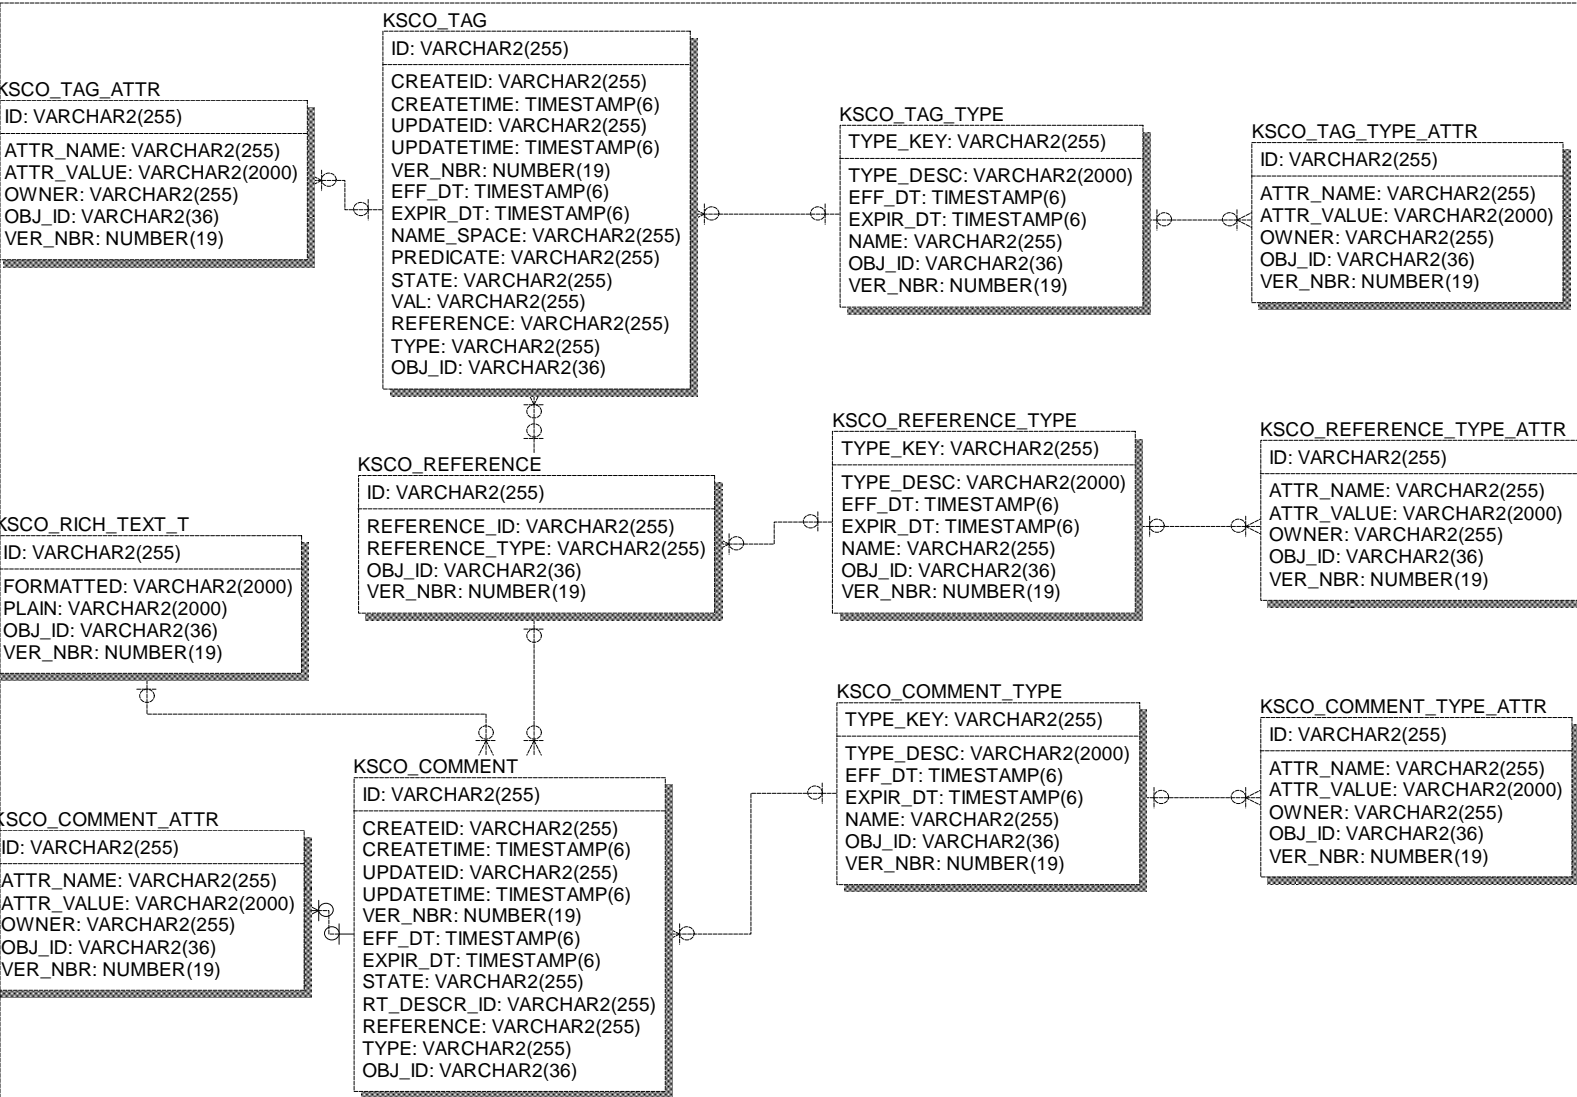 KSCO_TAG
ID: VARCHAR2(255)
CREATEID: VARCHAR2(255)
CREATETIME: TIMESTAMP(6)
UPDATEID: VARCHAR2(255)
UPDATETIME: TIMESTAMP(6)
VER_NBR: NUMBER(19)
EFF_DT: TIMESTAMP(6)
EXPIR_DT: TIMESTAMP(6)
NAME_SPACE: VARCHAR2(255)
PREDICATE: VARCHAR2(255)
STATE: VARCHAR2(255)
VAL: VARCHAR2(255)
REFERENCE: VARCHAR2(255)
TYPE: VARCHAR2(255)
OBJ_ID: VARCHAR2(36)
KSCO_TAG_ATTR
ID: VARCHAR2(255)
ATTR_NAME: VARCHAR2(255)
ATTR_VALUE: VARCHAR2(2000)
OWNER: VARCHAR2(255)
OBJ_ID: VARCHAR2(36)
VER_NBR: NUMBER(19)
KSCO_TAG_TYPE
TYPE_KEY: VARCHAR2(255)
TYPE_DESC: VARCHAR2(2000)
EFF_DT: TIMESTAMP(6)
EXPIR_DT: TIMESTAMP(6)
NAME: VARCHAR2(255)
OBJ_ID: VARCHAR2(36)
VER_NBR: NUMBER(19)
KSCO_TAG_TYPE_ATTR
ID: VARCHAR2(255)
ATTR_NAME: VARCHAR2(255)
ATTR_VALUE: VARCHAR2(2000)
OWNER: VARCHAR2(255)
OBJ_ID: VARCHAR2(36)
VER_NBR: NUMBER(19)
KSCO_REFERENCE
ID: VARCHAR2(255)
REFERENCE_ID: VARCHAR2(255)
REFERENCE_TYPE: VARCHAR2(255)
OBJ_ID: VARCHAR2(36)
VER_NBR: NUMBER(19)
KSCO_REFERENCE_TYPE
TYPE_KEY: VARCHAR2(255)
TYPE_DESC: VARCHAR2(2000)
EFF_DT: TIMESTAMP(6)
EXPIR_DT: TIMESTAMP(6)
NAME: VARCHAR2(255)
OBJ_ID: VARCHAR2(36)
VER_NBR: NUMBER(19)
KSCO_REFERENCE_TYPE_ATTR
ID: VARCHAR2(255)
ATTR_NAME: VARCHAR2(255)
ATTR_VALUE: VARCHAR2(2000)
OWNER: VARCHAR2(255)
OBJ_ID: VARCHAR2(36)
VER_NBR: NUMBER(19)
KSCO_RICH_TEXT_T
ID: VARCHAR2(255)
FORMATTED: VARCHAR2(2000)
PLAIN: VARCHAR2(2000)
OBJ_ID: VARCHAR2(36)
VER_NBR: NUMBER(19)
KSCO_COMMENT_TYPE
TYPE_KEY: VARCHAR2(255)
TYPE_DESC: VARCHAR2(2000)
EFF_DT: TIMESTAMP(6)
EXPIR_DT: TIMESTAMP(6)
NAME: VARCHAR2(255)
OBJ_ID: VARCHAR2(36)
VER_NBR: NUMBER(19)
KSCO_COMMENT_TYPE_ATTR
ID: VARCHAR2(255)
ATTR_NAME: VARCHAR2(255)
ATTR_VALUE: VARCHAR2(2000)
OWNER: VARCHAR2(255)
OBJ_ID: VARCHAR2(36)
VER_NBR: NUMBER(19)
KSCO_COMMENT
ID: VARCHAR2(255)
CREATEID: VARCHAR2(255)
CREATETIME: TIMESTAMP(6)
UPDATEID: VARCHAR2(255)
UPDATETIME: TIMESTAMP(6)
VER_NBR: NUMBER(19)
EFF_DT: TIMESTAMP(6)
EXPIR_DT: TIMESTAMP(6)
STATE: VARCHAR2(255)
RT_DESCR_ID: VARCHAR2(255)
REFERENCE: VARCHAR2(255)
TYPE: VARCHAR2(255)
OBJ_ID: VARCHAR2(36)
KSCO_COMMENT_ATTR
ID: VARCHAR2(255)
ATTR_NAME: VARCHAR2(255)
ATTR_VALUE: VARCHAR2(2000)
OWNER: VARCHAR2(255)
OBJ_ID: VARCHAR2(36)
VER_NBR: NUMBER(19)